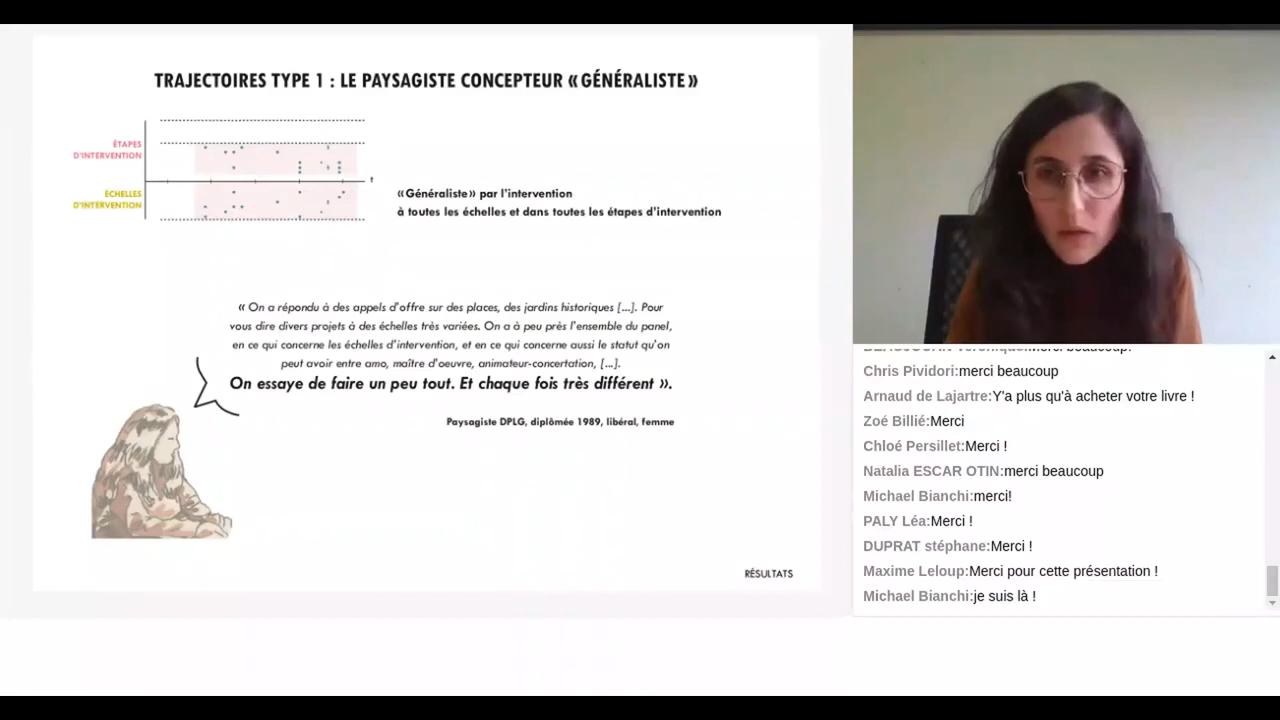 TRAJECTOIRES TYPE 1 : LE PAYSAGISTE CONCEPTEUR « GÉNÉRALISTE »
ÉTAPES
D'INTERVENTION
t
ÉCHELLES
D'INTERVENTION
« Généraliste » par l'intervention
à toutes les échelles et dans toutes les étapes d'intervention
« On a répondu à des appels d'offre sur des places, des jardins historiques [...]. Pour
vous dire divers projets à des échelles très variées. On a à peu près l'ensemble du panel,
en ce qui concerne les échelles d'intervention, et en ce qui concerne aussi le statut qu'on
peut avoir entre amo, maître d'oeuvre, animateur-concertation, [...].
On essaye de faire un peu tout. Et chaque fois très différent ».
Paysagiste DPLG, diplômée 1989, libéral, femme
RÉSULTATS
Chris Pividori:merci beaucoup
Arnaud de Lajartre:Y'a plus qu'à acheter votre livre !
Zoé Billié:Merci
Chloé Persillet:Merci !
Natalia ESCAR OTIN:merci beaucoup
Michael Bianchi:merci!
PALY Léa:Merci !
DUPRAT stéphane:Merci !
Maxime Leloup:Merci pour cette présentation !
Michael Bianchi:je suis là !